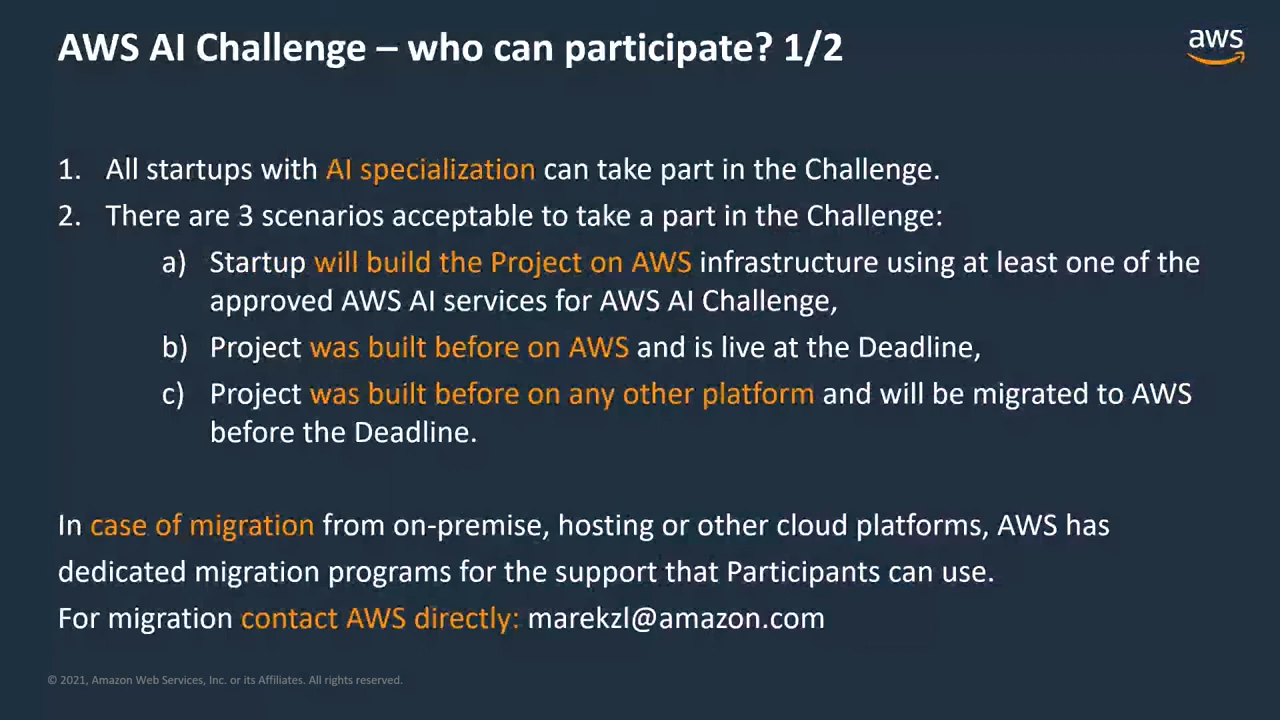 AWS AI Challenge – who can participate? 1/2
aws
1. All startups with AI specialization can take part in the Challenge.
2. There are 3 scenarios acceptable to take a part in the Challenge:
a) Startup will build the Project on AWS infrastructure using at least one of the
approved AWS AI services for AWS AI Challenge,
b) Project was built before on AWS and is live at the Deadline,
c) Project was built before on any other platform and will be migrated to AWS
before the Deadline.
In case of migration from on-premise, hosting or other cloud platforms, AWS has
dedicated migration programs for the support that Participants can use.
For migration contact AWS directly: marekzl@amazon.com
© 2021, Amazon Web Services, Inc. or its Affiliates. All rights reserved.